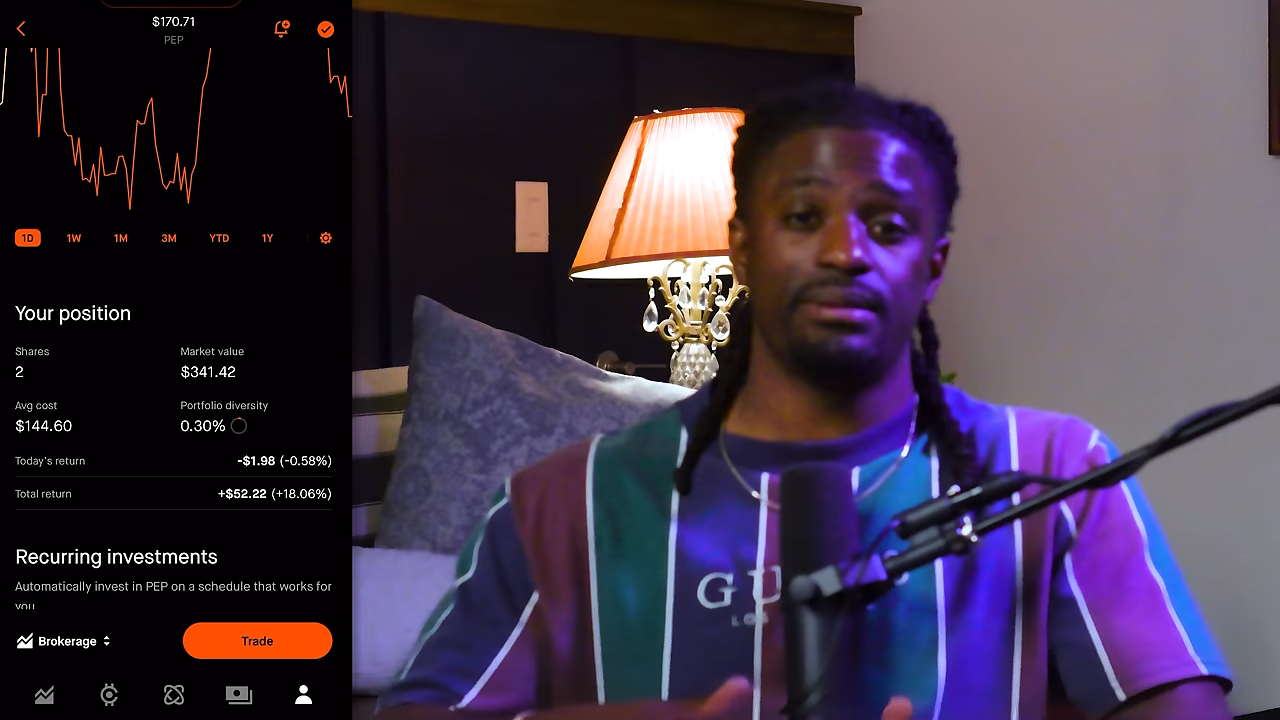 $170.71
PEP
1D 1W 1M 3M YTD 1Y
Your position
Shares Market value
2 $341.42
Avg cost Portfolio diversity
$144.60 0.30%
Today's return -$1.98 (-0.58%)
Total return +$52.22 (+18.06%)
Recurring investments
Automatically invest in PEP on a schedule that works for
you
Brokerage Trade
GU